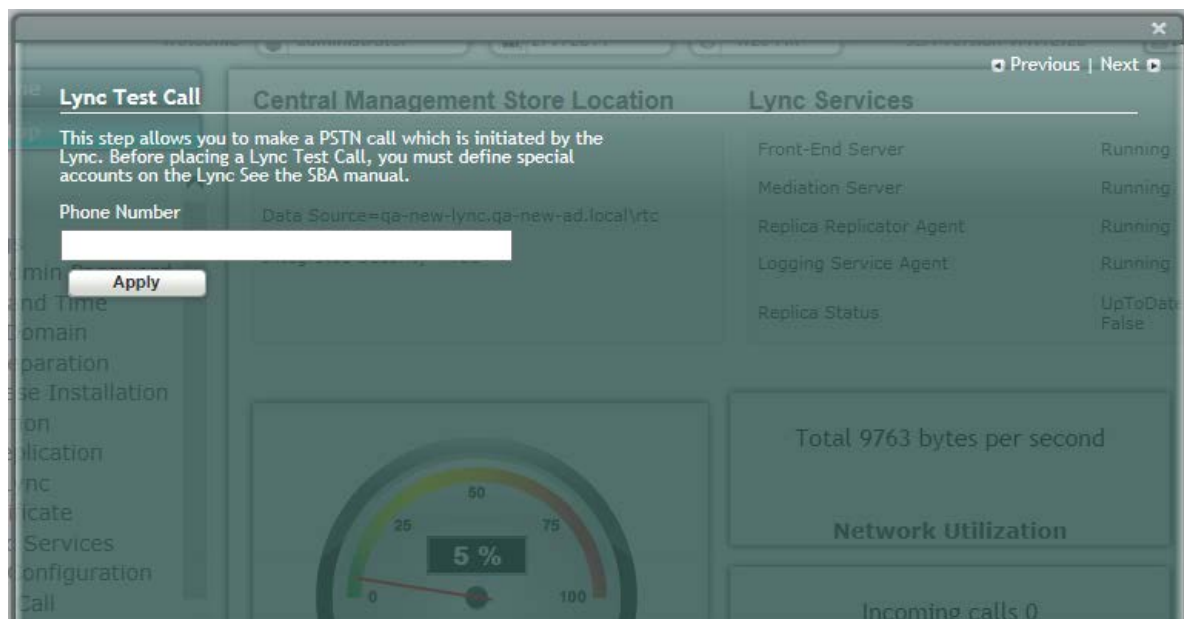 Previous | Next
Lync Test Call
This step allows you to make a PSTN call which is initiated by the
Lync. Before placing a Lync Test Call, you must define special
accounts on the Lync See the SBA manual.
Phone Number
Apply
Central Management Store Location
Data Source=qa-new-lync.qa-new-ad.local\rtc
Lync Services
Front-End Server Running
Mediation Server Running
Replica Replicator Agent Running
Logging Service Agent Running
Replica Status UpToDate
False
and Time
Domain
Installation
Services
Configuration
Call
0
25
50
75
100
5 %
Total 9763 bytes per second
Network Utilization
Incoming calls 0